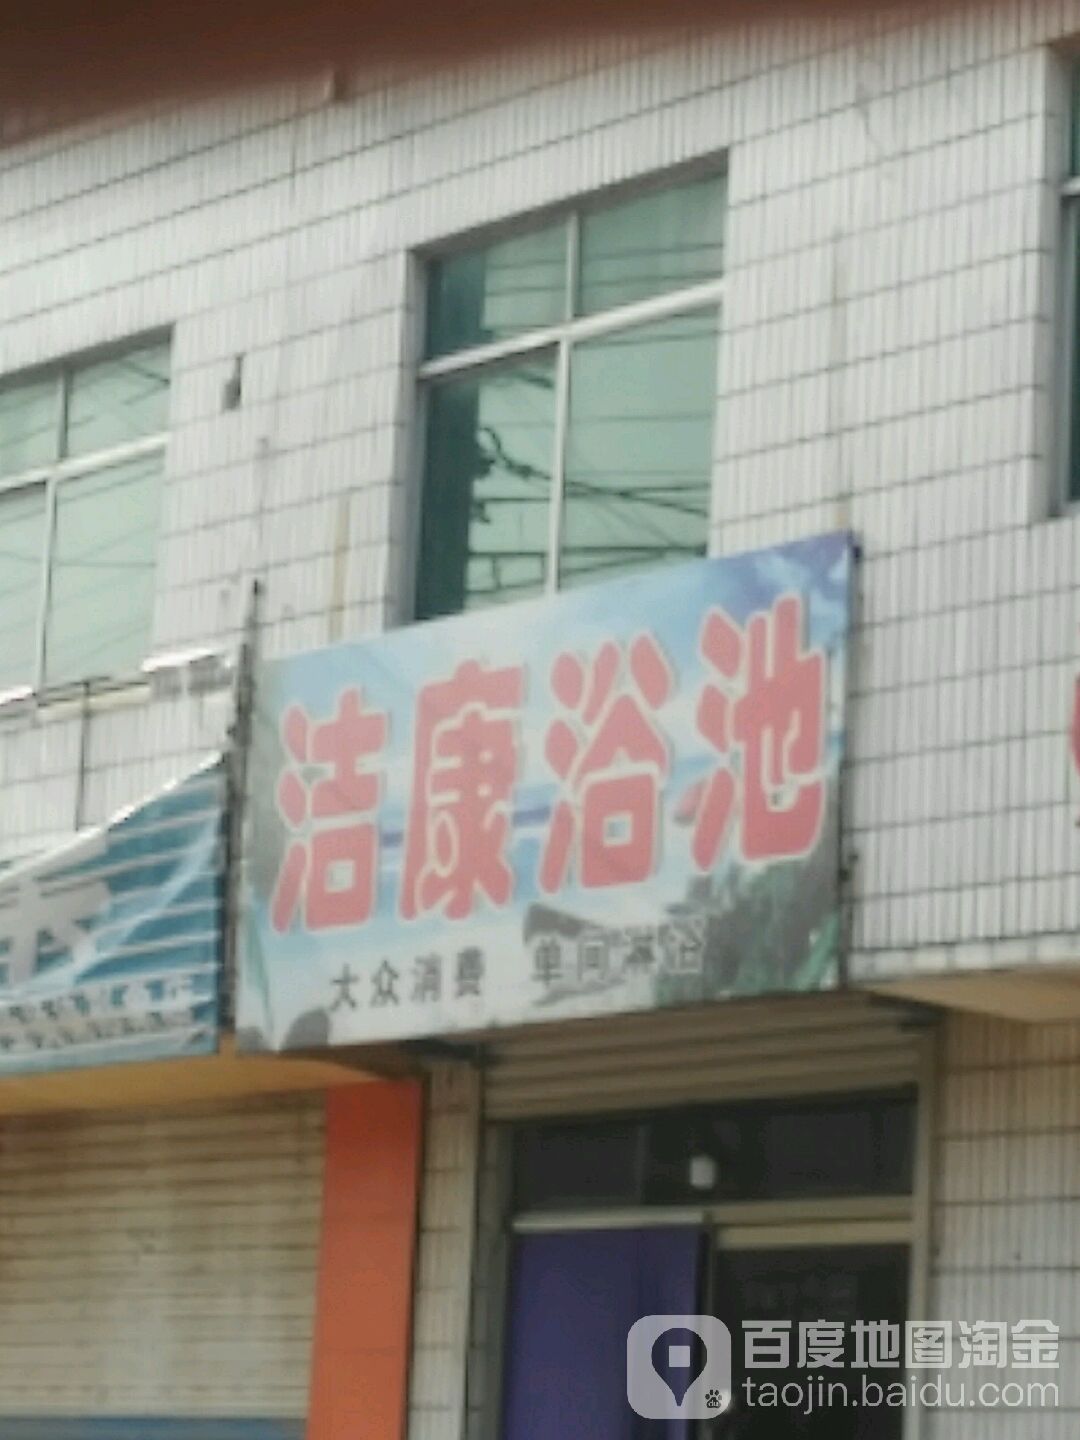 洁康浴池
大众消费 单间淋浴
百度地图淘金
taojin.baidu.com